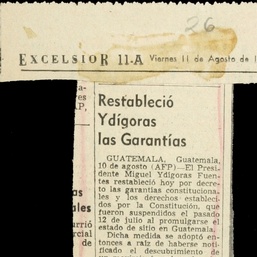 26
EXCELSIOR 11-A Viernes 11 de Agosto de 1
Restableció
Ydígoras
las Garantías
GUATEMALA, Guatemala,
10 de agosto (AFP)—El Presi-
dente Miguel Ydígoras Fuen-
tes restableció hoy por decre-
to las garantías constituciona-
les y los derechos estableci-
dos por la Constitución, que
fueron suspendidos el pasado
12 de julio al promulgarse el
estado de sitio en Guatemala.
Dicha medida se adoptó en-
tonces a raíz de haberse noti-
ficado el descubrimiento de